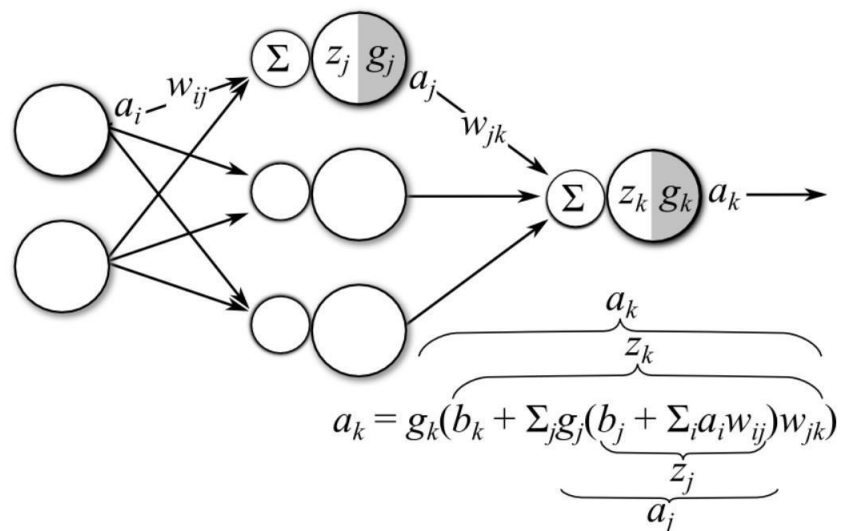 a_i w_ij
Σ z_j g_j a_j
w_jk
Σ z_k g_k a_k
a_k
z_k
a_k = g_k(b_k + Σ_j g_j(b_j + Σ_i a_i w_ij)w_jk)
z_j
a_j